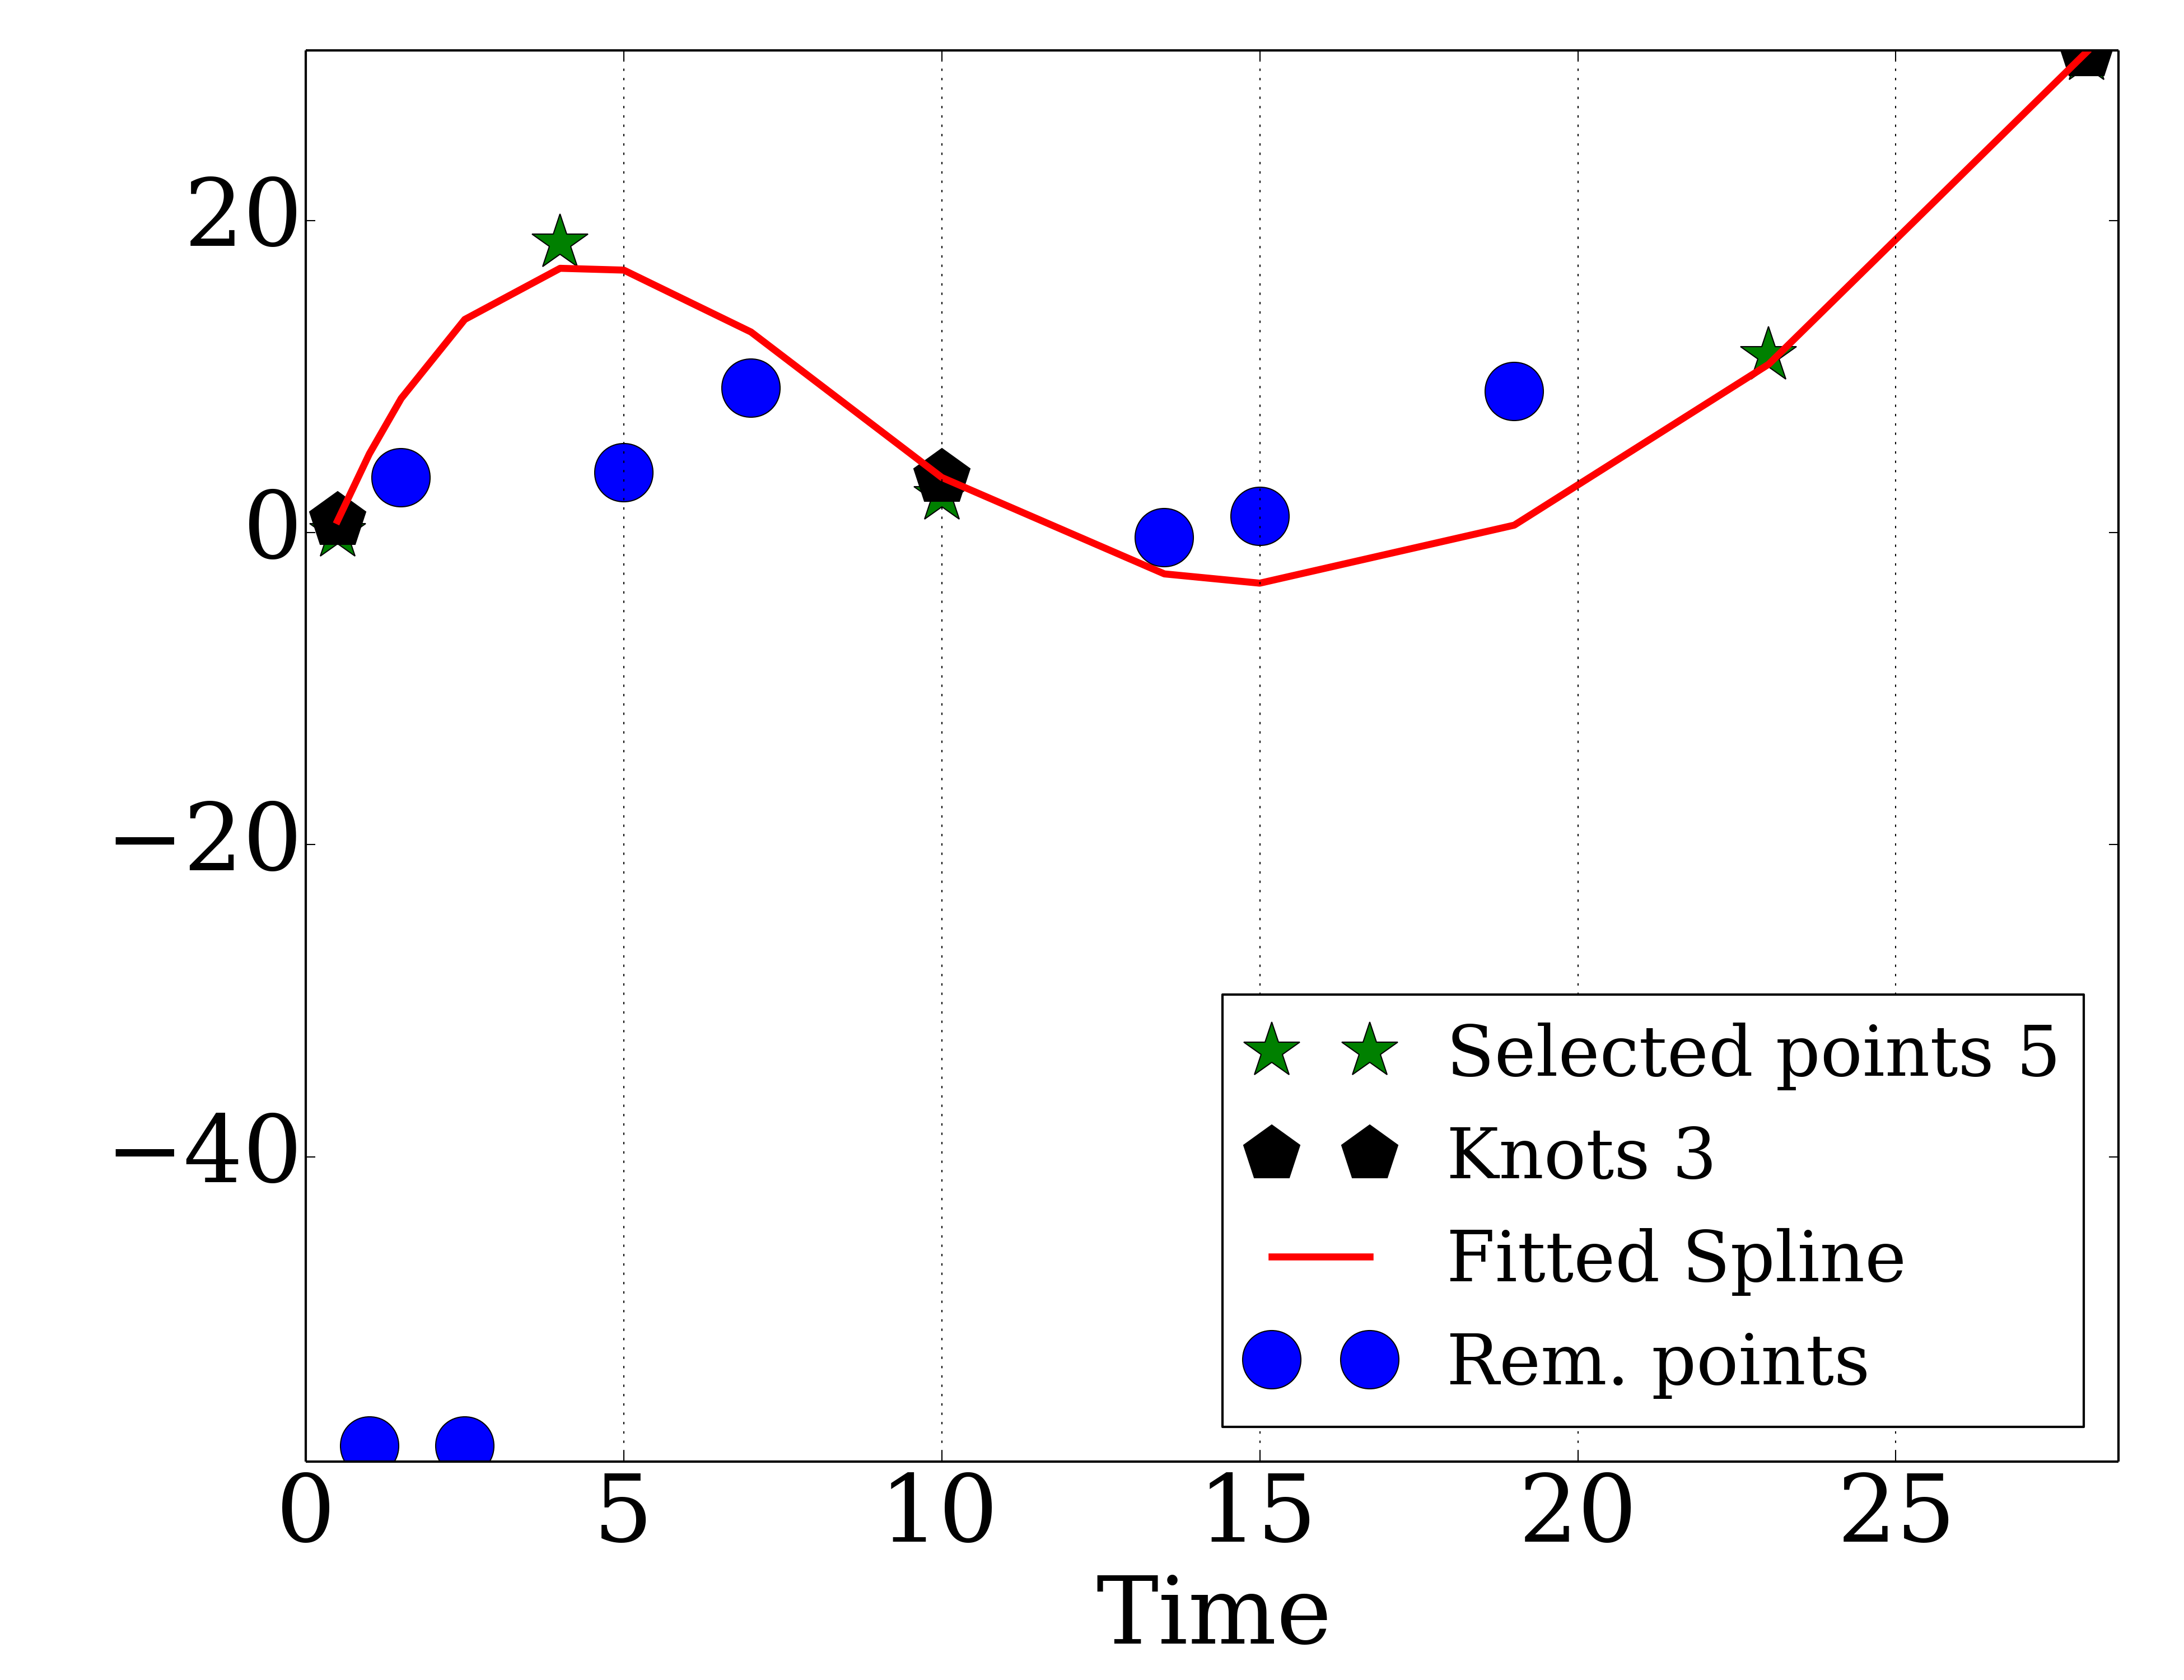 20
0
−20
−40
0 5 10 15 20 25
Time
Selected points 5
Knots 3
Fitted Spline
Rem. points